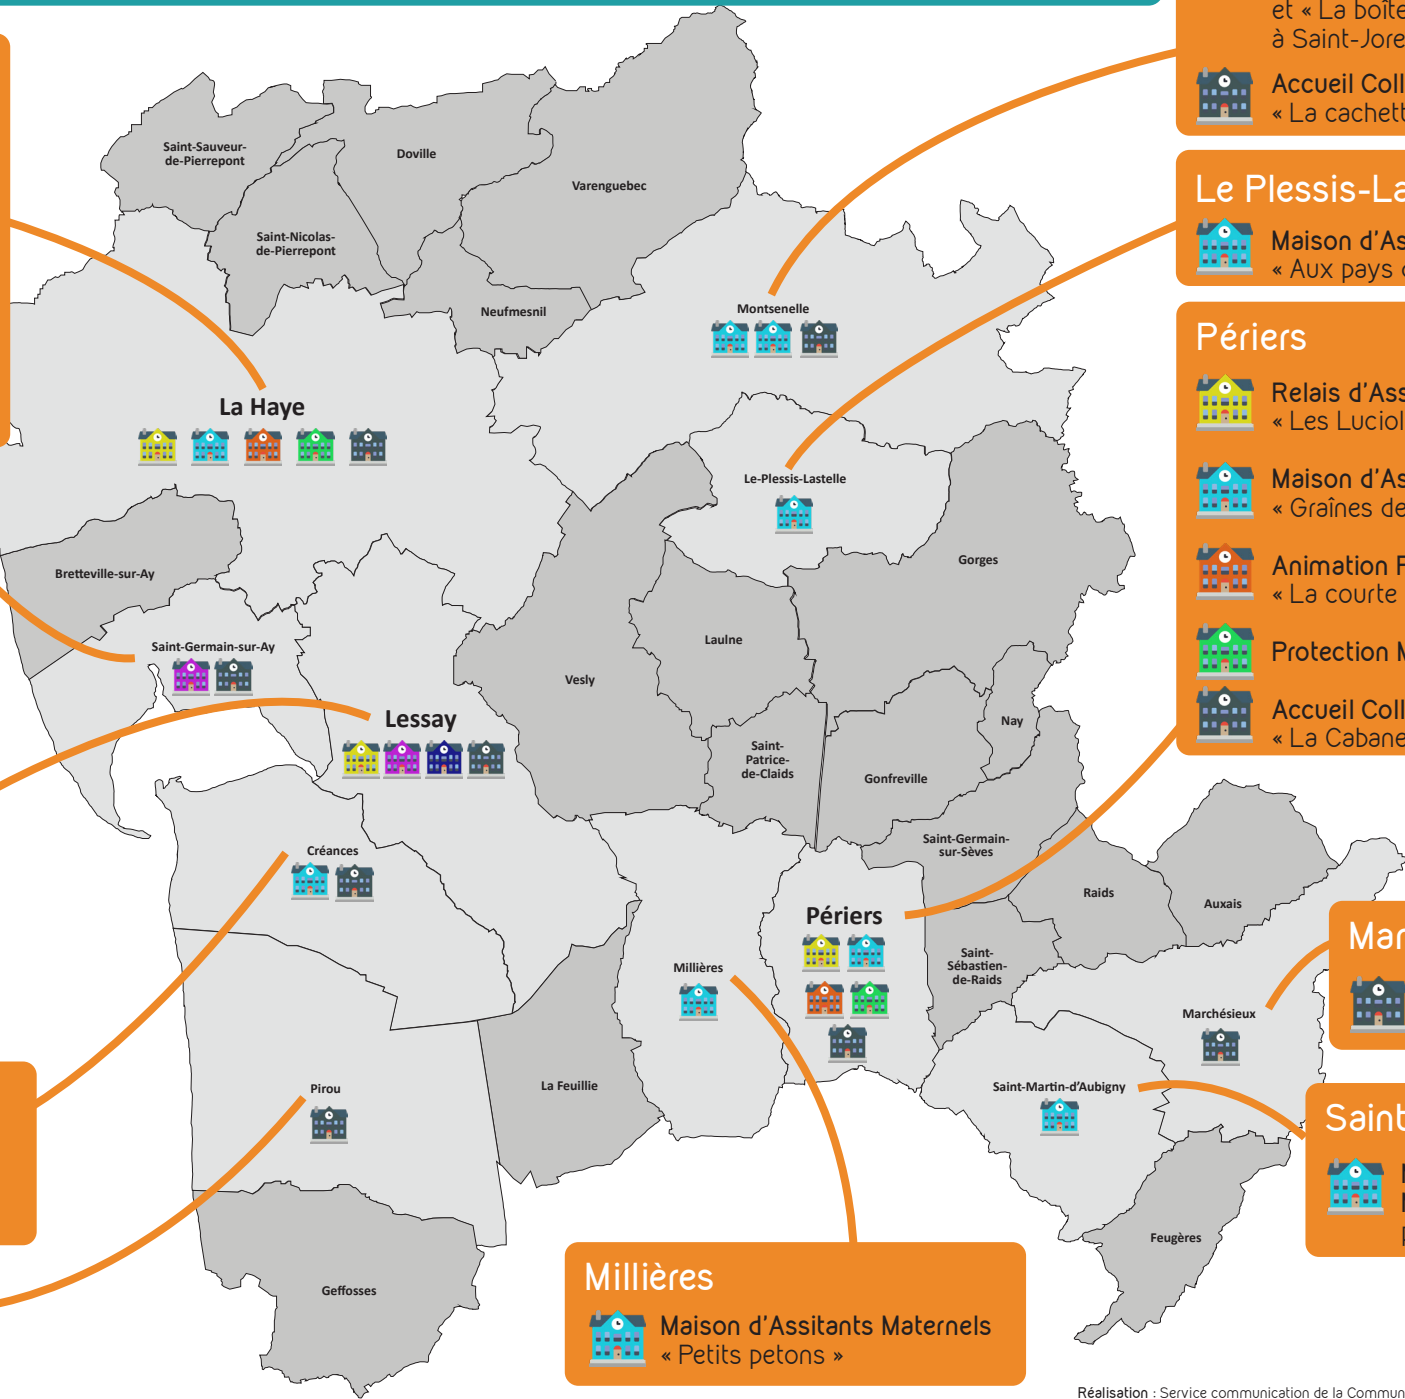 et « La boîte
à Saint-Jore
Accueil Coll
« La cachett
Le Plessis-La
Maison d'As
« Aux pays
Périers
Relais d'Ass
« Les Luciol
Maison d'As
« Graînes de
Animation F
« La courte
Protection M
Accueil Coll
« La Cabane
Saint-Sauveur-
de-Pierrepont
Doville
Varenguebec
Saint-Nicolas-
de-Pierrepont
Neufmesnil
Montsenelle
La Haye
Le-Plessis-Lastelle
Bretteville-sur-Ay
Gorges
Saint-Germain-sur-Ay
Laulne
Vesly
Lessay
Nay
Saint-
Patrice-
de-Claids
Gonfreville
Créances
Saint-Germain-
sur-Sèves
Raids
Auxais
Périers
Saint-
Sébastien-
de-Raids
Millières
Mar
Marchésieux
Pirou
La Feuillie
Saint-Martin-d'Aubigny
Saint
Feugères
Geffosses
Millières
Maison d'Assitants Maternels
« Petits petons »
Réalisation : Service communication de la Commun